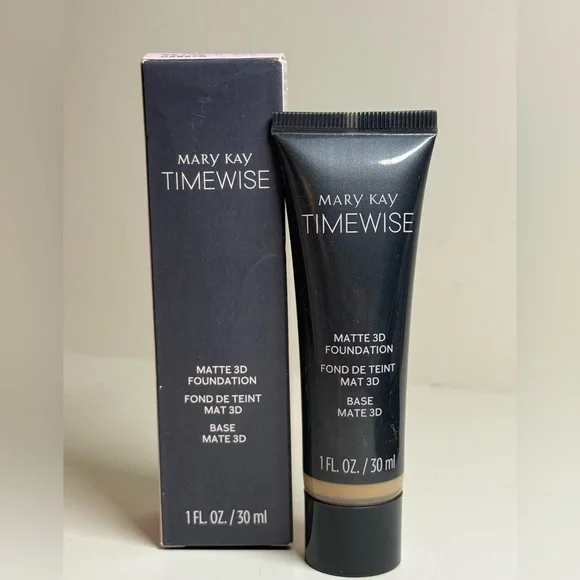 MARY KAY
TIMEWISE
MATTE 3D
FOUNDATION
FOND DE TEINT
MAT 3D
BASE
MATE 3D
1 FL. OZ. / 30 ml
MARY KAY
TIMEWISE
MATTE 3D
FOUNDATION
FOND DE TEINT
MAT 3D
BASE
MATE 3D
1 FL. OZ. / 30 ml